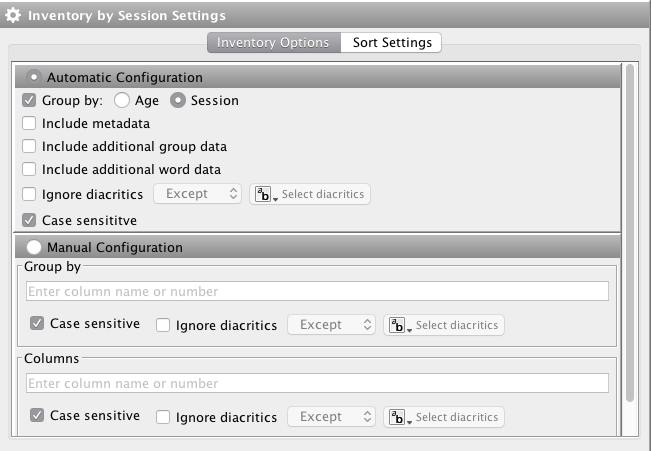 Inventory by Session Settings
Inventory Options Sort Settings
Automatic Configuration
Group by: Age Session
Include metadata
Include additional group data
Include additional word data
Ignore diacritics Except Select diacritics
Case sensititve
Manual Configuration
Group by
Enter column name or number
Case sensitive Ignore diacritics Except Select diacritics
Columns
Enter column name or number
Case sensitive Ignore diacritics Except Select diacritics